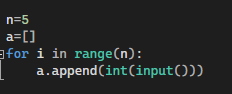 n=5
a=[]
for i in range(n):
    a.append(int(input()))